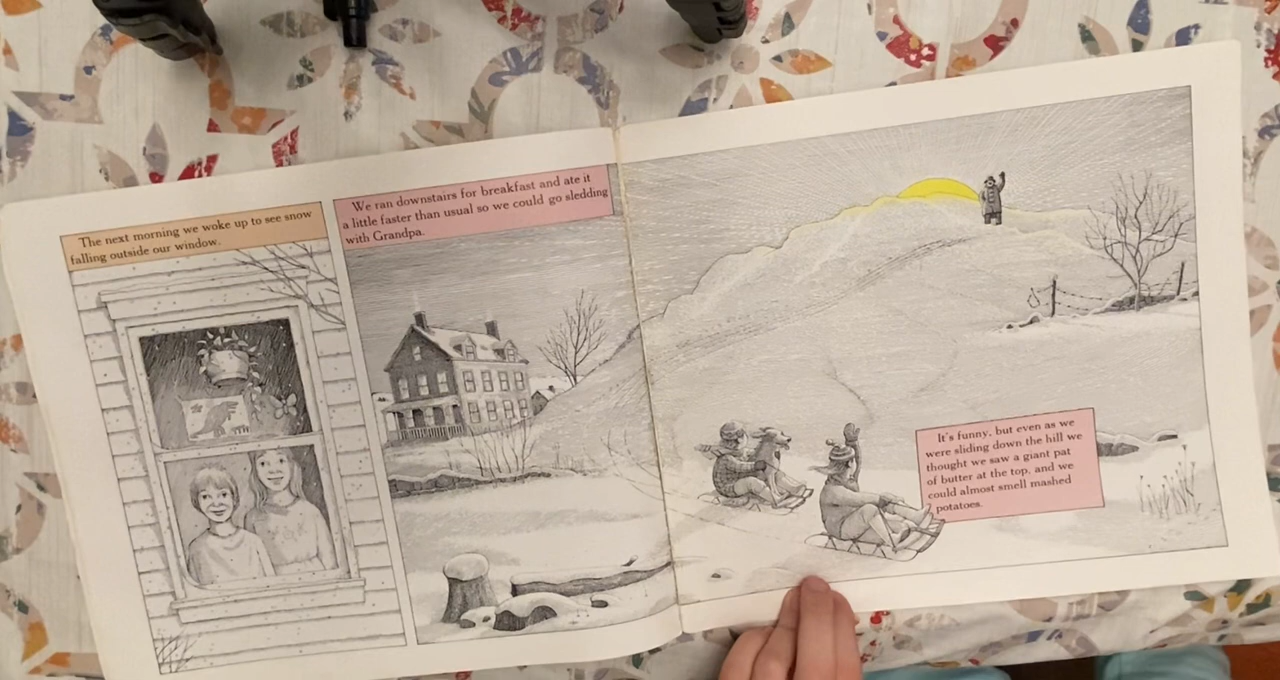 The next morning we woke up to see snow
falling outside our window.
We ran downstairs for breakfast and ate it
a little faster than usual so we could go sledding
with Grandpa.
It's funny, but even as we
were sliding down the hill we
thought we saw a giant pat
of butter at the top, and we
could almost smell mashed
potatoes.